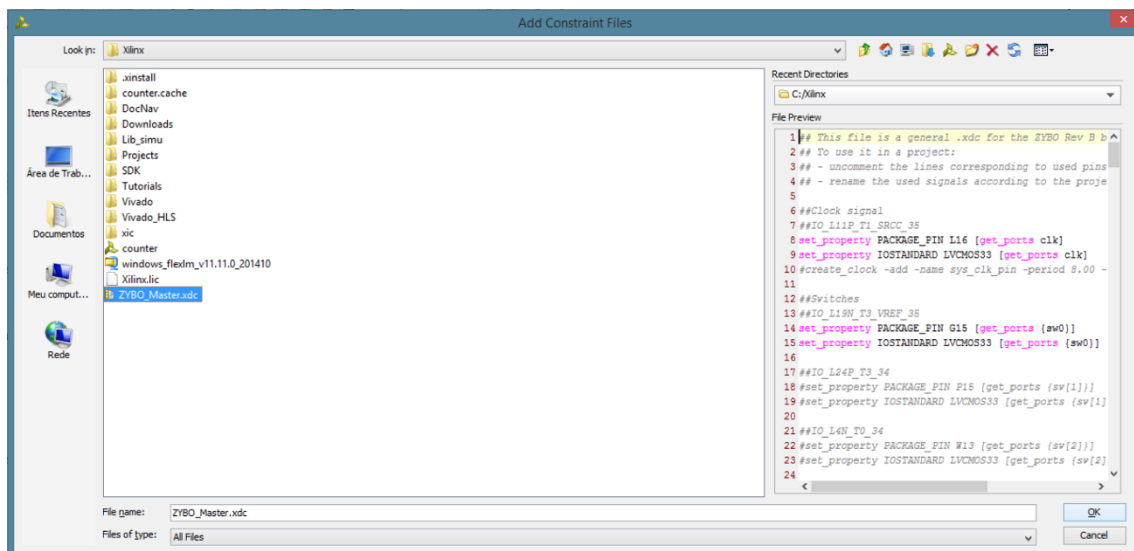 Add Constraint Files
Look in: Xilinx
Itens Recentes
Área de Trab...
Documentos
Meu comput...
Rede
.xinstall
counter.cache
DocNav
Downloads
Lib_simu
Projects
SDK
Tutorials
Vivado
Vivado_HLS
xic
counter
windows_flexlm_v11.11.0_201410
Xilinx.lic
ZYBO_Master.xdc
Recent Directories
C:/Xilinx
File Preview
1 ## This file is a general .xdc for the ZYBO Rev B b
2 ## To use it in a project:
3 ## - uncomment the lines corresponding to used pins
4 ## - rename the used signals according to the proje
5
6 ##Clock signal
7 ##IO_L11P_T1_SRCC_35
8 set_property PACKAGE_PIN L16 [get_ports clk]
9 set_property IOSTANDARD LVCMOS33 [get_ports clk]
10 #create_clock -add -name sys_clk_pin -period 8.00 -
11
12 ##Switches
13 ##IO_L19N_T3_VREF_35
14 set_property PACKAGE_PIN G15 [get_ports {sw0}]
15 set_property IOSTANDARD LVCMOS33 [get_ports {sw0}]
16
17 ##IO_L24P_T3_34
18 #set_property PACKAGE_PIN P15 [get_ports {sw[1]}]
19 #set_property IOSTANDARD LVCMOS33 [get_ports {sw[1]
20
21 ##IO_L4N_T0_34
22 #set_property PACKAGE_PIN W13 [get_ports {sw[2]}]
23 #set_property IOSTANDARD LVCMOS33 [get_ports {sw[2]
24
File name: ZYBO_Master.xdc
OK
Files of type: All Files
Cancel